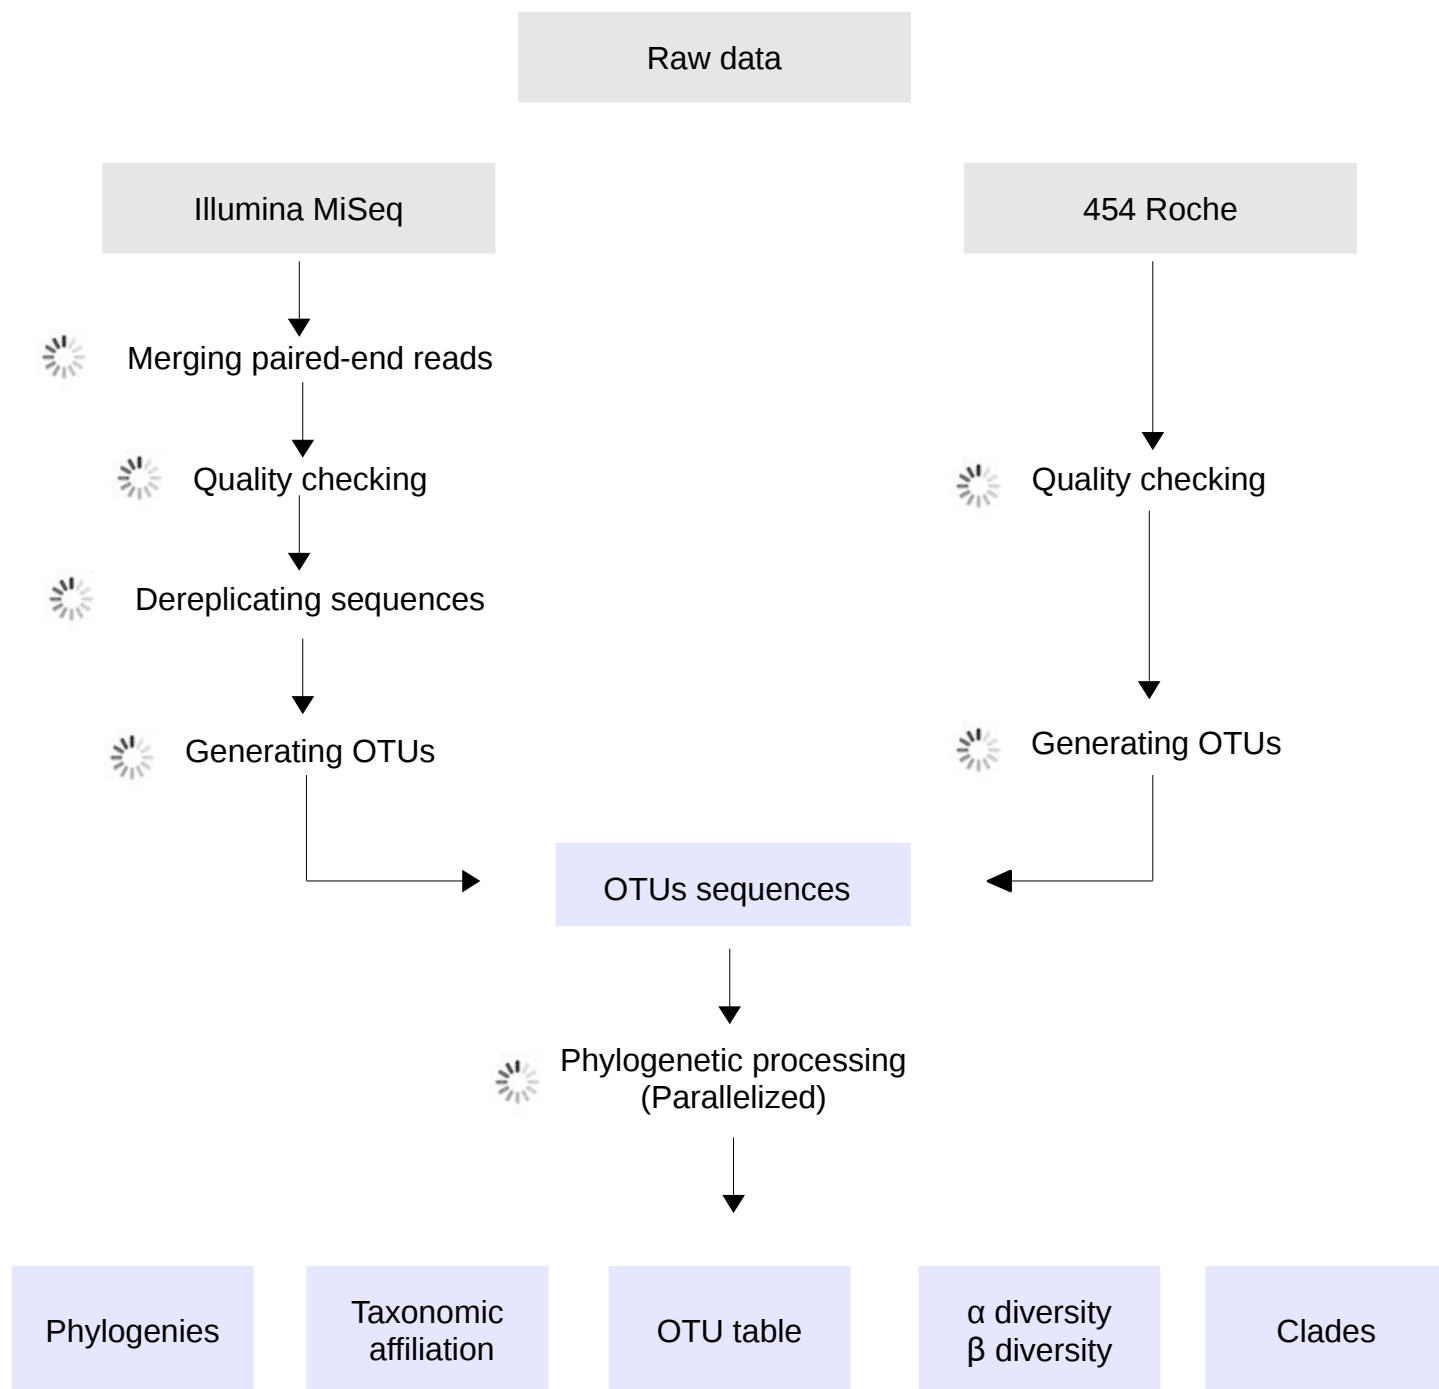 Raw data
Illumina MiSeq
454 Roche
Merging paired-end reads
Quality checking
Quality checking
Dereplicating sequences
Generating OTUs
Generating OTUs
OTUs sequences
Phylogenetic processing
(Parallelized)
Phylogenies
Taxonomic
affiliation
OTU table
α diversity
β diversity
Clades